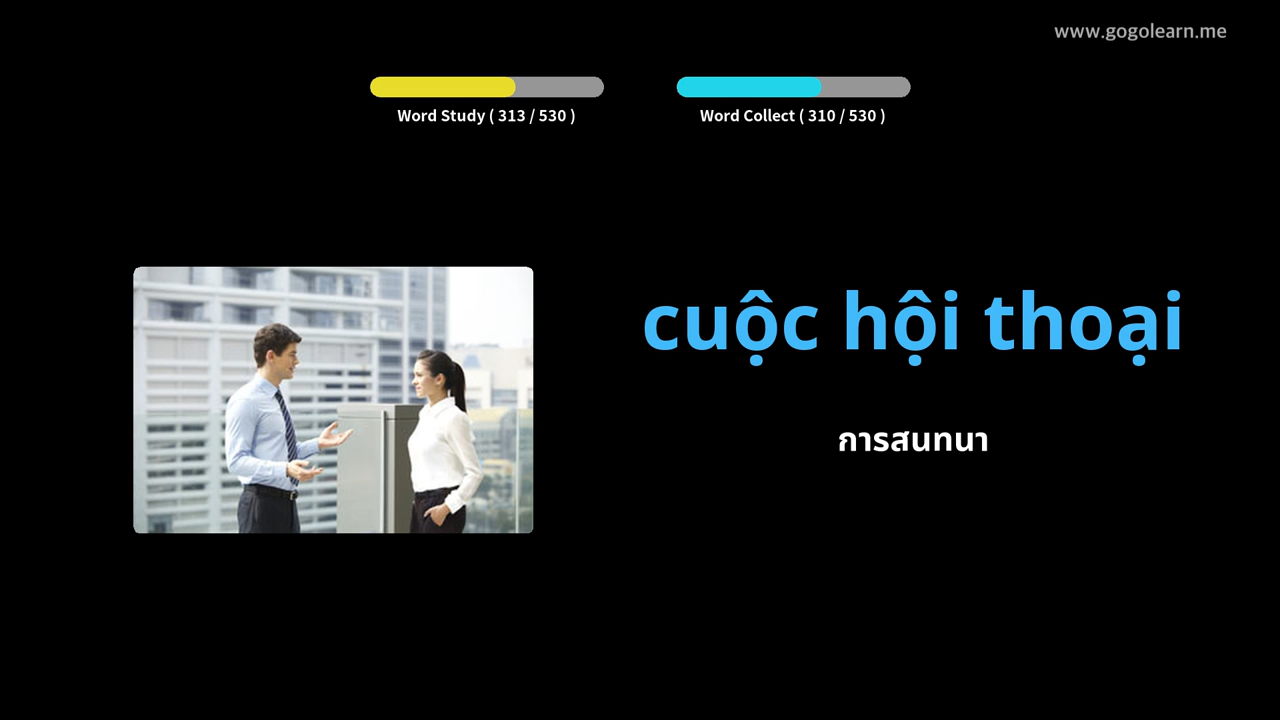 www.gogolearn.me
Word Study ( 313 / 530 )
Word Collect ( 310 / 530 )
cuộc hội thoại
การสนทนา